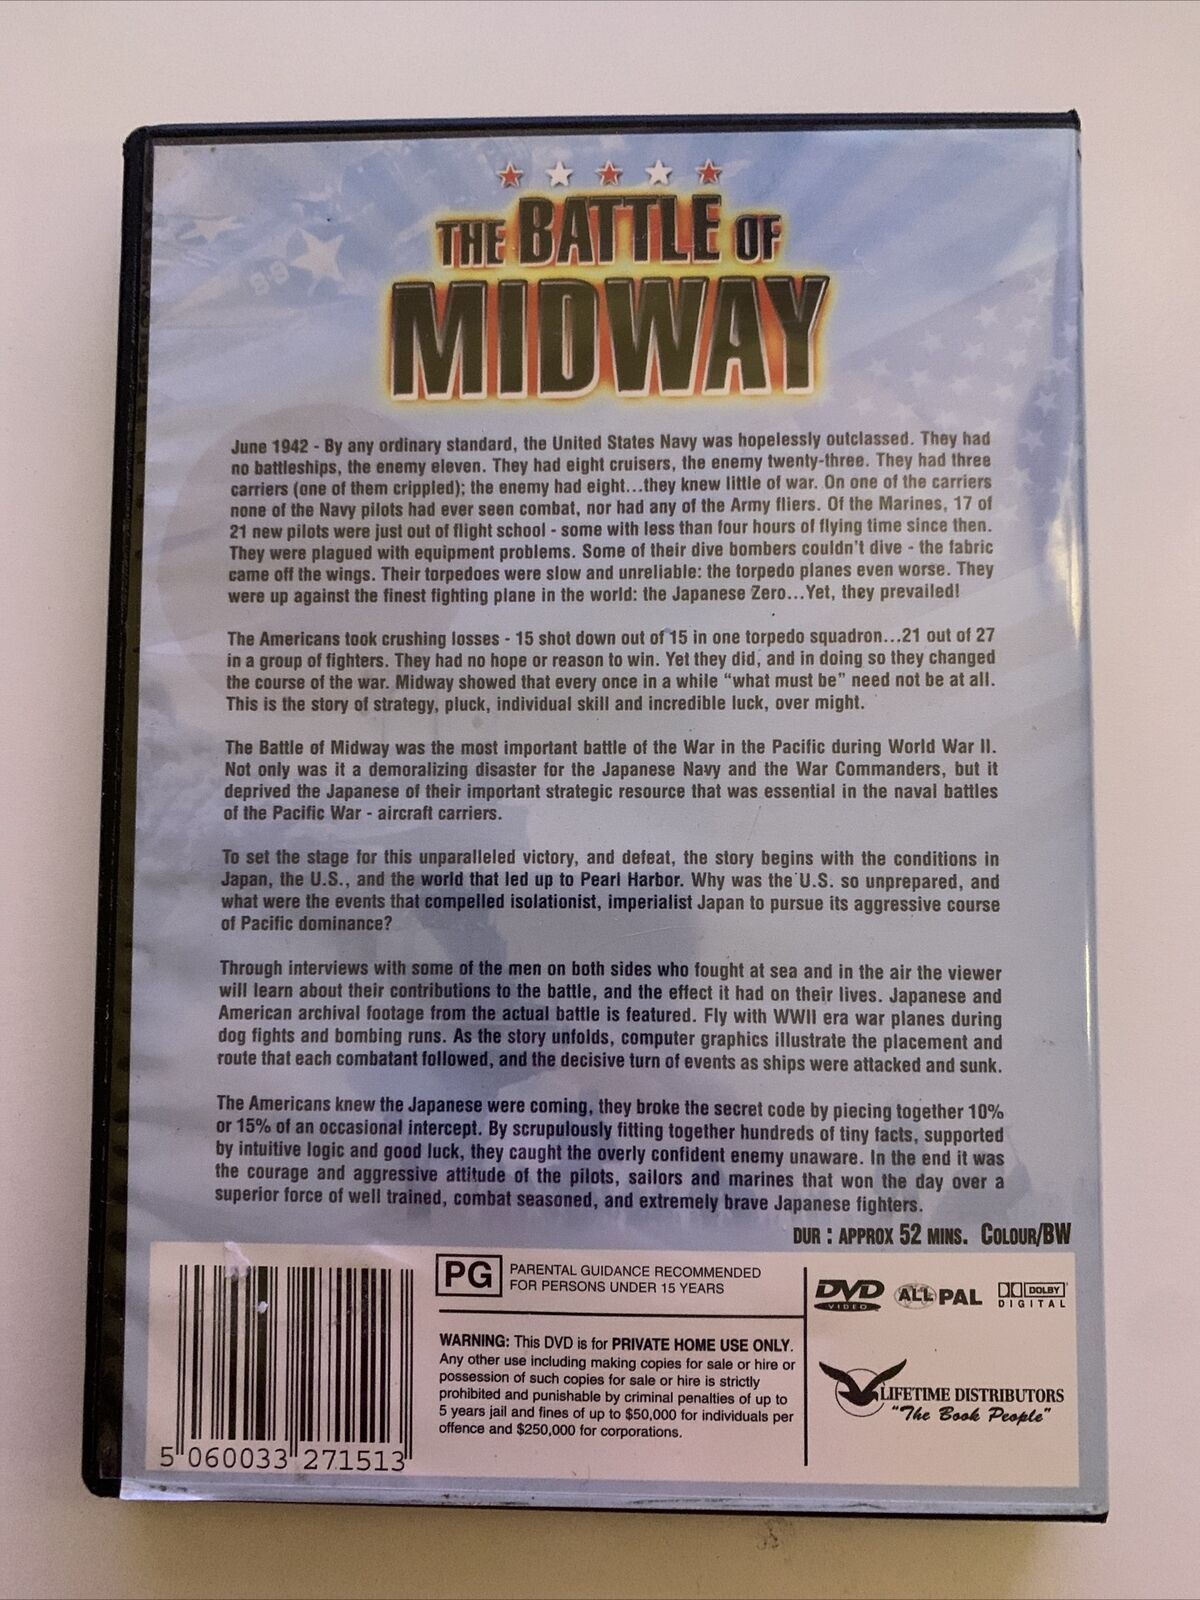 THE BATTLE OF
MIDWAY
June 1942 - By any ordinary standard, the United States Navy was hopelessly outclassed. They had
no battleships, the enemy eleven. They had eight cruisers, the enemy twenty-three. They had three
carriers (one of them crippled); the enemy had eight...they knew little of war. On one of the carriers
none of the Navy pilots had ever seen combat, nor had any of the Army fliers. Of the Marines, 17 of
21 new pilots were just out of flight school - some with less than four hours of flying time since then.
They were plagued with equipment problems. Some of their dive bombers couldn't dive - the fabric
came off the wings. Their torpedoes were slow and unreliable: the torpedo planes even worse. They
were up against the finest fighting plane in the world: the Japanese Zero...Yet, they prevailed!
The Americans took crushing losses - 15 shot down out of 15 in one torpedo squadron...21 out of 27
in a group of fighters. They had no hope or reason to win. Yet they did, and in doing so they changed
the course of the war. Midway showed that every once in a while "what must be" need not be at all.
This is the story of strategy, pluck, individual skill and incredible luck, over might.
The Battle of Midway was the most important battle of the War in the Pacific during World War II.
Not only was it a demoralizing disaster for the Japanese Navy and the War Commanders, but it
deprived the Japanese of their important strategic resource that was essential in the naval battles
of the Pacific War - aircraft carriers.
To set the stage for this unparalleled victory, and defeat, the story begins with the conditions in
Japan, the U.S., and the world that led up to Pearl Harbor. Why was the U.S. so unprepared, and
what were the events that compelled isolationist, imperialist Japan to pursue its aggressive course
of Pacific dominance?
Through interviews with some of the men on both sides who fought at sea and in the air the viewer
will learn about their contributions to the battle, and the effect it had on their lives. Japanese and
American archival footage from the actual battle is featured. Fly with WWII era war planes during
dog fights and bombing runs. As the story unfolds, computer graphics illustrate the placement and
route that each combatant followed, and the decisive turn of events as ships were attacked and sunk.
The Americans knew the Japanese were coming, they broke the secret code by piecing together 10%
or 15% of an occasional intercept. By scrupulously fitting together hundreds of tiny facts, supported
by intuitive logic and good luck, they caught the overly confident enemy unaware. In the end it was
the courage and aggressive attitude of the pilots, sailors and marines that won the day over a
superior force of well trained, combat seasoned, and extremely brave Japanese fighters.
DUR : APPROX 52 MINS. COLOUR/BW
PG PARENTAL GUIDANCE RECOMMENDED
FOR PERSONS UNDER 15 YEARS
WARNING: This DVD is for PRIVATE HOME USE ONLY.
Any other use including making copies for sale or hire or
possession of such copies for sale or hire is strictly
prohibited and punishable by criminal penalties of up to
5 years jail and fines of up to $50,000 for individuals per
offence and $250,000 for corporations.
DVD VIDEO ALL PAL DOLBY DIGITAL
LIFETIME DISTRIBUTORS
"The Book People"
5 060033 271513